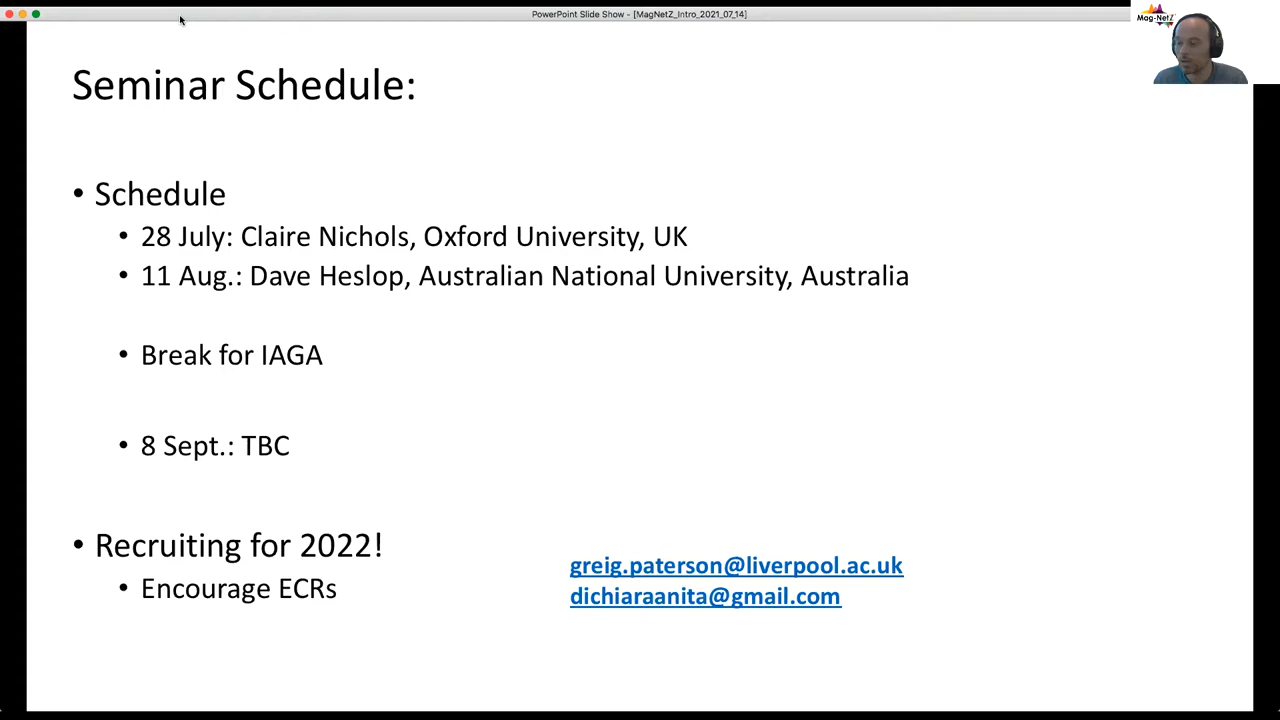 PowerPoint Slide Show - [MagNetZ_Intro_2021_07_14]
Mag-NetZ
Seminar Schedule:
• Schedule
• 28 July: Claire Nichols, Oxford University, UK
• 11 Aug.: Dave Heslop, Australian National University, Australia
• Break for IAGA
• 8 Sept.: TBC
• Recruiting for 2022!
• Encourage ECRs
greig.paterson@liverpool.ac.uk
dichiaraanita@gmail.com